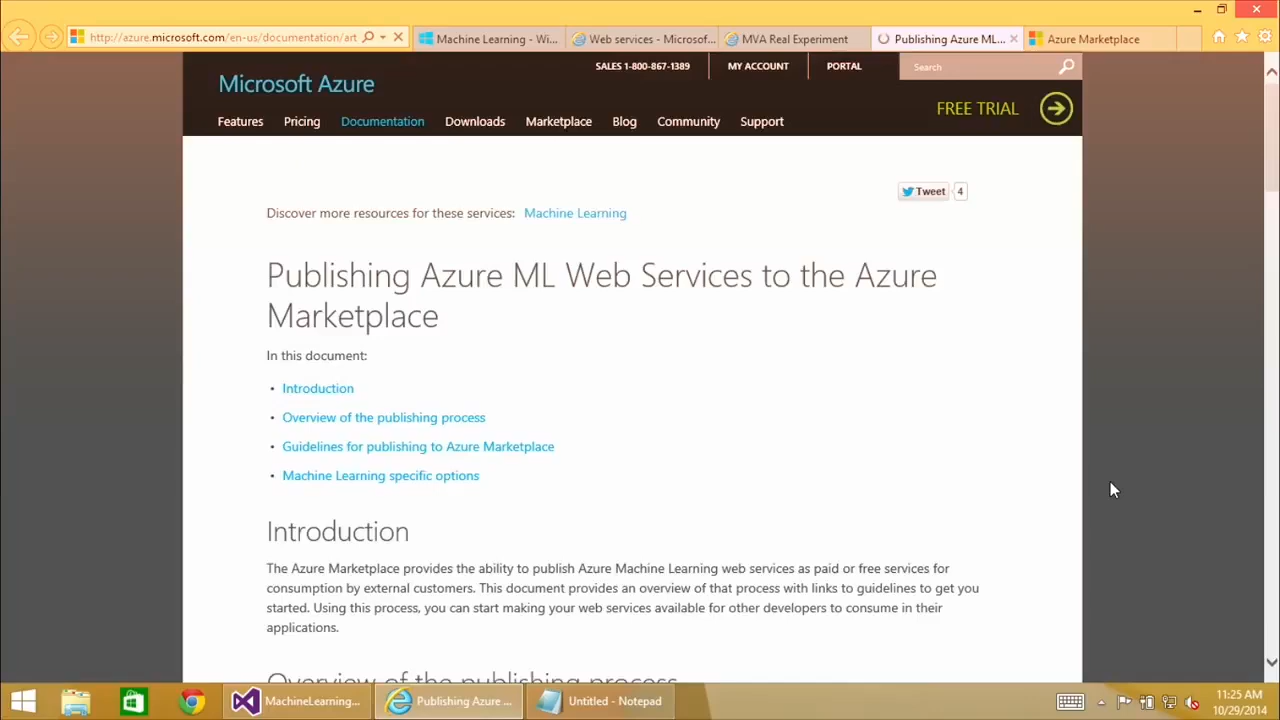 http://azure.microsoft.com/en-us/documentation/art
Machine Learning - Wi...
Web services - Microsof...
MVA Real Experiment
Publishing Azure ML...
Azure Marketplace
SALES 1-800-867-1389
MY ACCOUNT
PORTAL
Search
Microsoft Azure
FREE TRIAL
Features
Pricing
Documentation
Downloads
Marketplace
Blog
Community
Support
Tweet
4
Discover more resources for these services: Machine Learning
Publishing Azure ML Web Services to the Azure
Marketplace
In this document:
• Introduction
• Overview of the publishing process
• Guidelines for publishing to Azure Marketplace
• Machine Learning specific options
Introduction
The Azure Marketplace provides the ability to publish Azure Machine Learning web services as paid or free services for
consumption by external customers. This document provides an overview of that process with links to guidelines to get you
started. Using this process, you can start making your web services available for other developers to consume in their
applications.
Overview of the publishing process
MachineLearning...
Publishing Azure ...
Untitled - Notepad
11:25 AM
10/29/2014